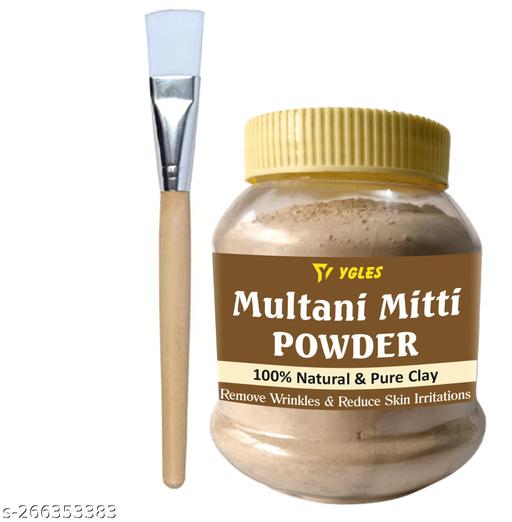 YGLES
Multani Mitti
POWDER
100% Natural & Pure Clay
Remove Wrinkles & Reduce Skin Irritations
s-266353383